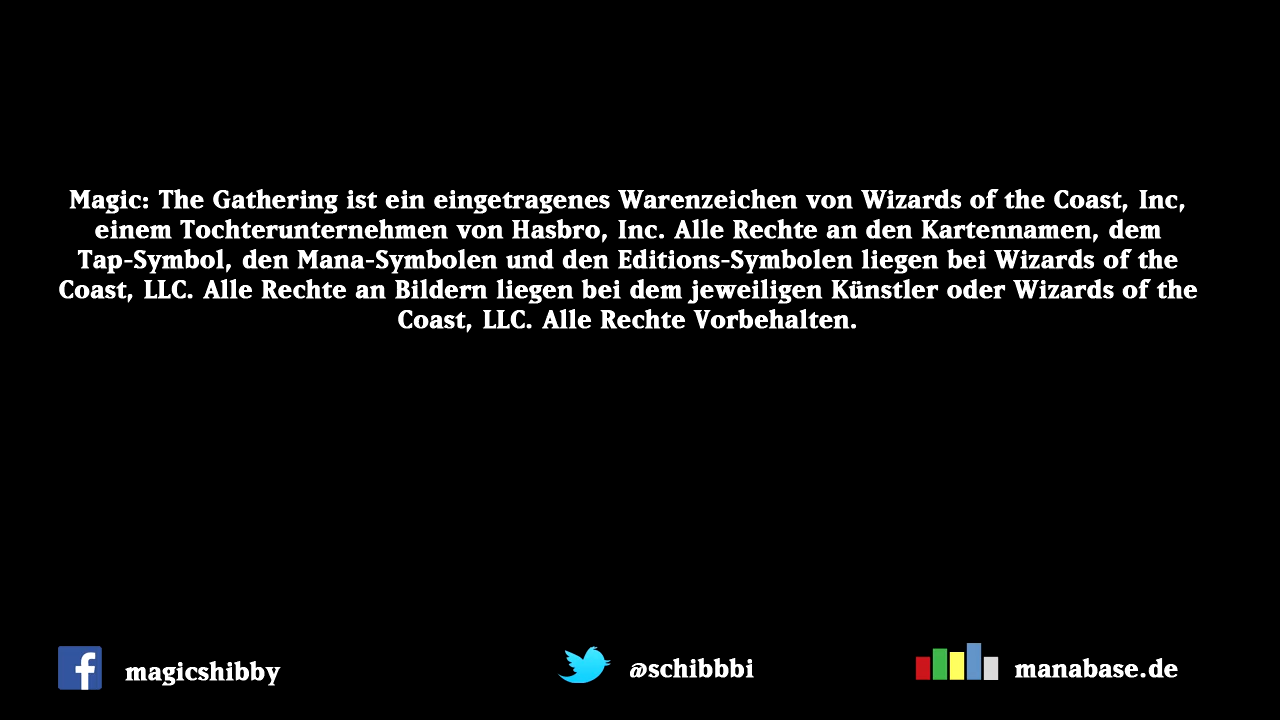 Magic: The Gathering ist ein eingetragenes Warenzeichen von Wizards of the Coast, Inc,
einem Tochterunternehmen von Hasbro, Inc. Alle Rechte an den Kartennamen, dem
Tap-Symbol, den Mana-Symbolen und den Editions-Symbolen liegen bei Wizards of the
Coast, LLC. Alle Rechte an Bildern liegen bei dem jeweiligen Künstler oder Wizards of the
Coast, LLC. Alle Rechte Vorbehalten.
magicshibby
@schibbbi
manabase.de